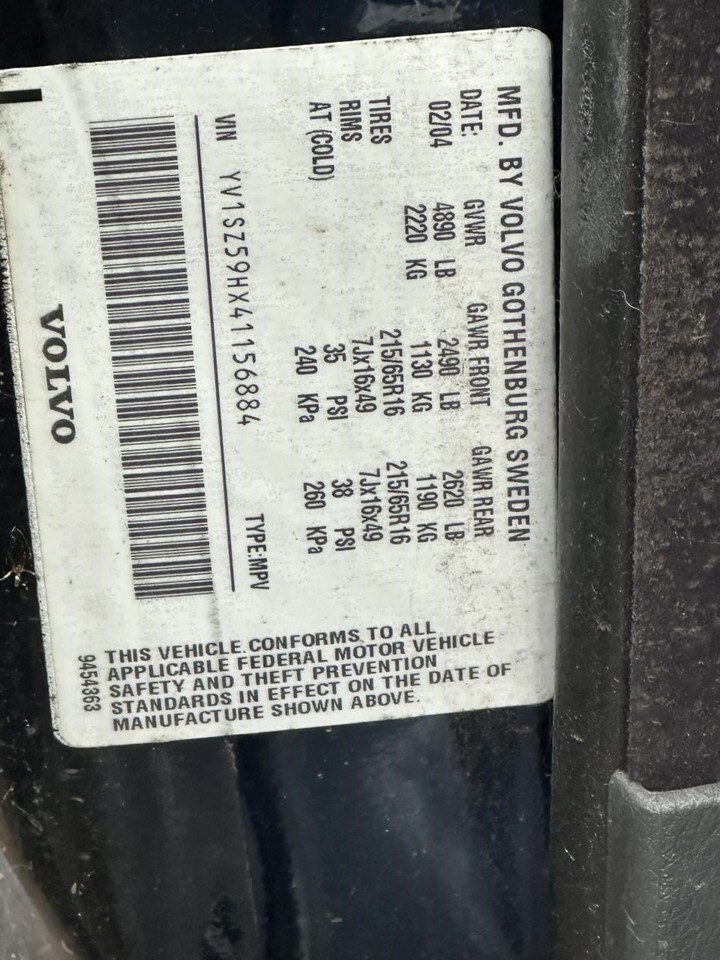 MFD. BY VOLVO GOTHENBURG SWEDEN
DATE: GVWR GAWR FRONT GAWR REAR
02/04 4890 LB 2490 LB 2620 LB
2220 KG 1130 KG 1190 KG
TIRES 215/65R16 215/65R16
RIMS 7Jx16x49 7Jx16x49
AT (COLD) 35 PSI 38 PSI
240 KPa 260 KPa
VIN YV1SZ59HX41156884 TYPE:MPV
VOLVO
THIS VEHICLE CONFORMS TO ALL
APPLICABLE FEDERAL MOTOR VEHICLE
SAFETY AND THEFT PREVENTION
STANDARDS IN EFFECT ON THE DATE OF
MANUFACTURE SHOWN ABOVE.
9454363